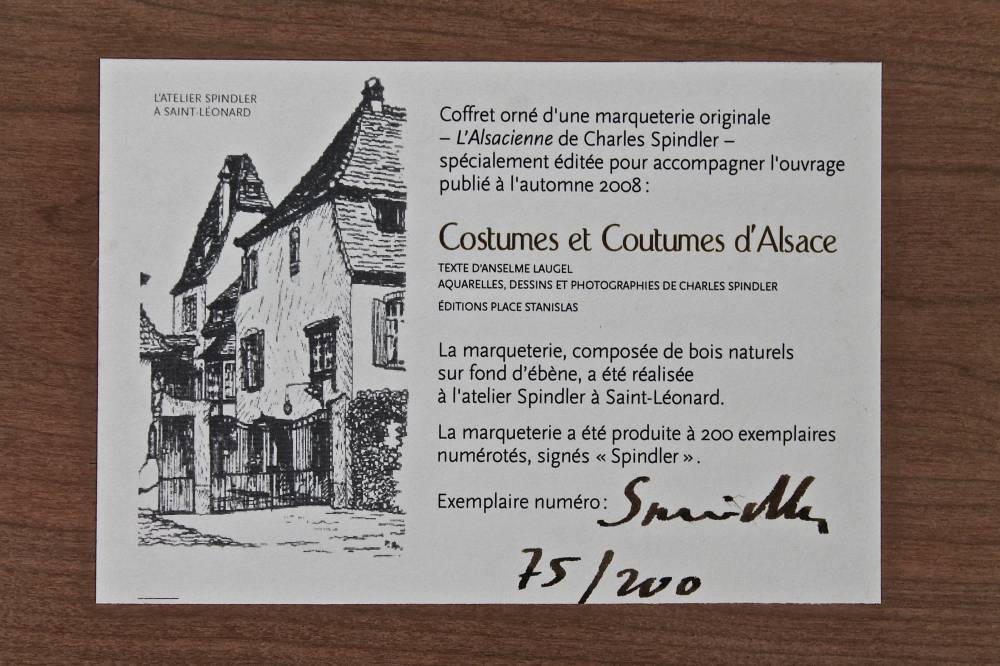 L'ATELIER SPINDLER
À SAINT-LÉONARD
Coffret orné d'une marqueterie originale
– L'Alsacienne de Charles Spindler –
spécialement éditée pour accompagner l'ouvrage
publié à l'automne 2008 :
Costumes et Coutumes d'Alsace
TEXTE D'ANSELME LAUGEL
AQUARELLES, DESSINS ET PHOTOGRAPHIES DE CHARLES SPINDLER
ÉDITIONS PLACE STANISLAS
La marqueterie, composée de bois naturels
sur fond d'ébène, a été réalisée
à l'atelier Spindler à Saint-Léonard.
La marqueterie a été produite à 200 exemplaires
numérotés, signés « Spindler ».
Exemplaire numéro : Spindler
75/200